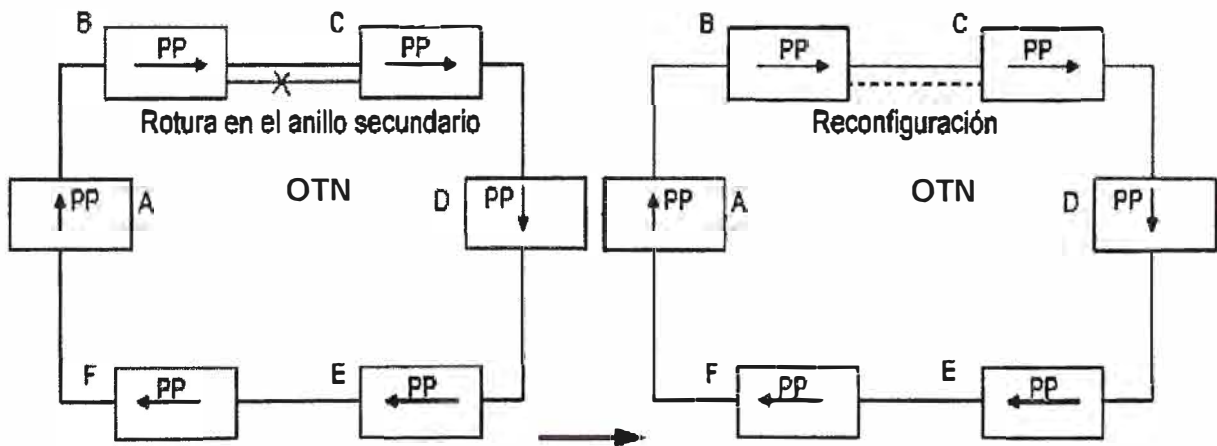 B
PP
C
PP
Rotura en el anillo secundario
PP
A
OTN
D
PP
F
PP
E
PP
B
PP
C
PP
Reconfiguración
PP
A
OTN
D
PP
F
PP
E
PP